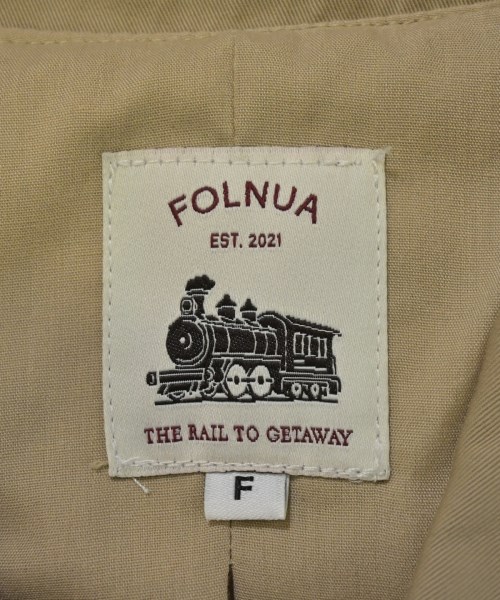 FOLNUA
EST. 2021
THE RAIL TO GETAWAY
F